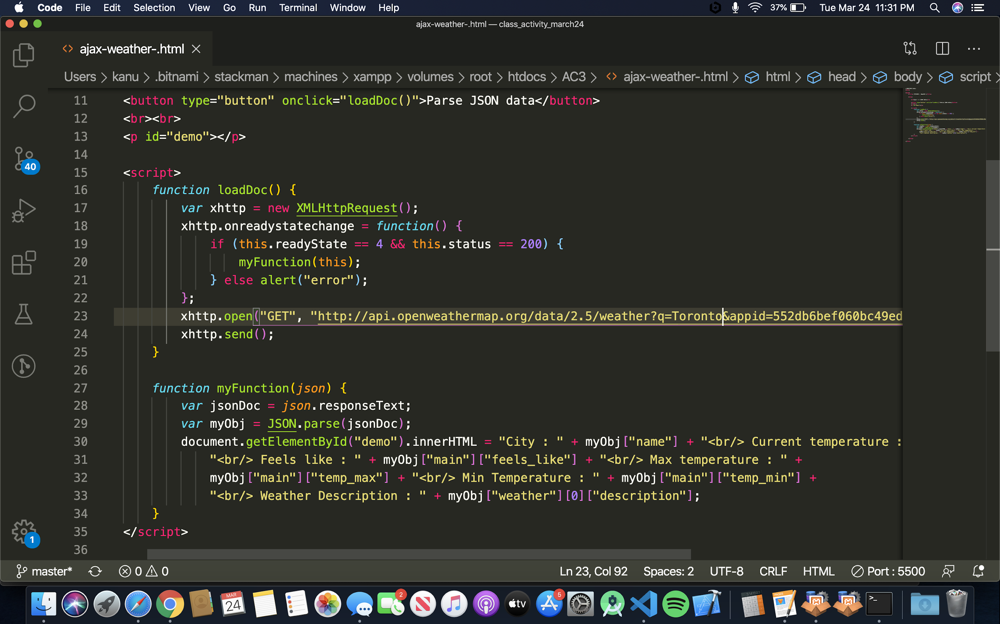 Code File Edit Selection View Go Run Terminal Window Help 37% Tue Mar 24 11:31 PM
ajax-weather-.html — class_activity_march24
ajax-weather-.html
Users > kanu > .bitnami > stackman > machines > xampp > volumes > root > htdocs > AC3 > ajax-weather-.html > html > head > body > script >
11 <button type="button" onclick="loadDoc()">Parse JSON data</button>
12 <br><br>
13 <p id="demo"></p>
14
15 <script>
16 function loadDoc() {
17 var xhttp = new XMLHttpRequest();
18 xhttp.onreadystatechange = function() {
19 if (this.readyState == 4 && this.status == 200) {
20 myFunction(this);
21 } else alert("error");
22 };
23 xhttp.open("GET", "http://api.openweathermap.org/data/2.5/weather?q=Toronto&appid=552db6bef060bc49ed
24 xhttp.send();
25 }
26
27 function myFunction(json) {
28 var jsonDoc = json.responseText;
29 var myObj = JSON.parse(jsonDoc);
30 document.getElementById("demo").innerHTML = "City : " + myObj["name"] + "<br/> Current temperature :
31 "<br/> Feels like : " + myObj["main"]["feels_like"] + "<br/> Max temperature : " +
32 myObj["main"]["temp_max"] + "<br/> Min Temperature : " + myObj["main"]["temp_min"] +
33 "<br/> Weather Description : " + myObj["weather"][0]["description"];
34 }
35 </script>
36
40
1
master* 0 0 Ln 23, Col 92 Spaces: 2 UTF-8 CRLF HTML Port : 5500
MAR
24
2
tv
5
3.141593
PAGES
>_